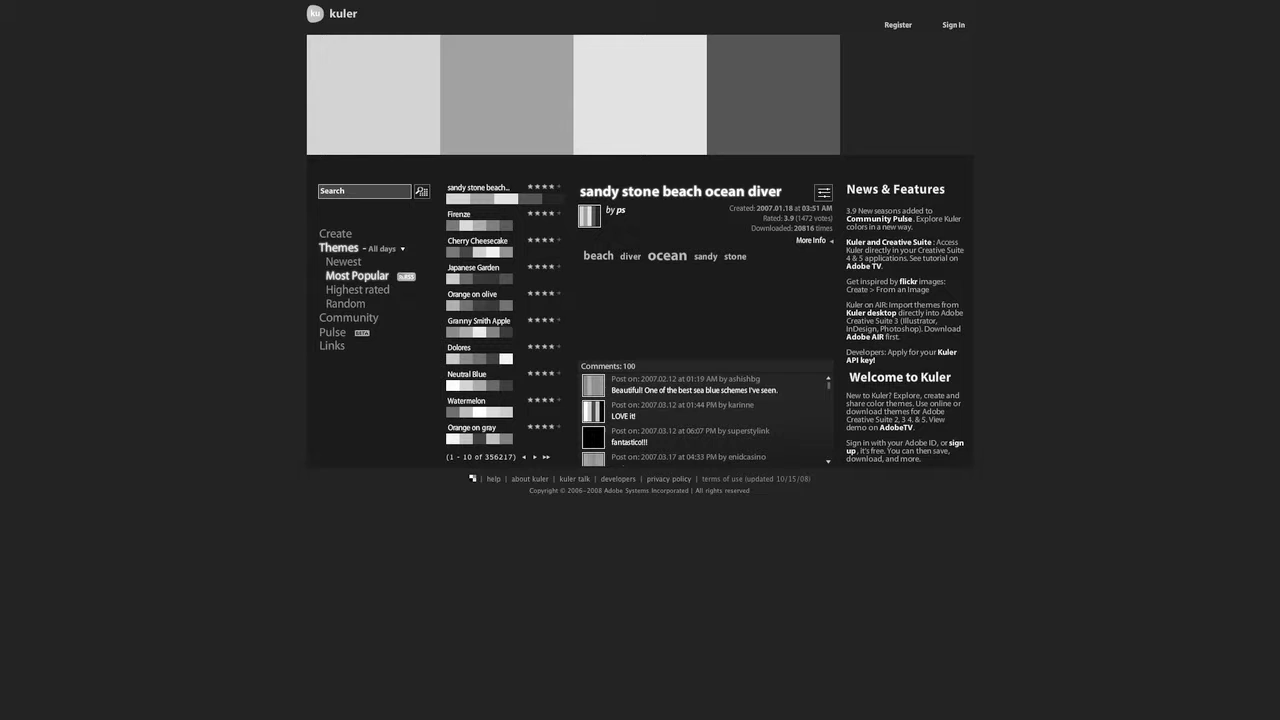 ku kuler
Register Sign In
Search
Create
Themes - All days
Newest
Most Popular RSS
Highest rated
Random
Community
Pulse BETA
Links
sandy stone beach..
Firenze
Cherry Cheesecake
Japanese Garden
Orange on olive
Granny Smith Apple
Dolores
Neutral Blue
Watermelon
Orange on gray
(1 - 10 of 356217)
sandy stone beach ocean diver
by ps
Created: 2007.01.18 at 03:51 AM
Rated: 3.9 (1472 votes)
Downloaded: 20816 times
More Info
beach diver ocean sandy stone
Comments: 100
Post on: 2007.02.12 at 01:19 AM by ashishbg
Beautiful! One of the best sea blue schemes I've seen.
Post on: 2007.03.12 at 01:44 PM by karinne
LOVE it!
Post on: 2007.03.12 at 06:07 PM by superstylink
fantastico!!!
Post on: 2007.03.17 at 04:33 PM by enidcasino
News & Features
3.9 New seasons added to
Community Pulse. Explore Kuler
colors in a new way.
Kuler and Creative Suite: Access
Kuler directly in your Creative Suite
4 & 5 applications. See tutorial on
Adobe TV.
Get inspired by flickr images:
Create > From an Image
Kuler on AIR: Import themes from
Kuler desktop directly into Adobe
Creative Suite 3 (Illustrator,
InDesign, Photoshop). Download
Adobe AIR first.
Developers: Apply for your Kuler
API key!
Welcome to Kuler
New to Kuler? Explore, create and
share color themes. Use online or
download themes for Adobe
Creative Suite 2, 3 4, & 5. View
demo on AdobeTV.
Sign in with your Adobe ID, or sign
up, it's free. You can then save,
download, and more.
| help | about kuler | kuler talk | developers | privacy policy | terms of use (updated 10/15/08)
Copyright © 2006-2008 Adobe Systems Incorporated | All rights reserved